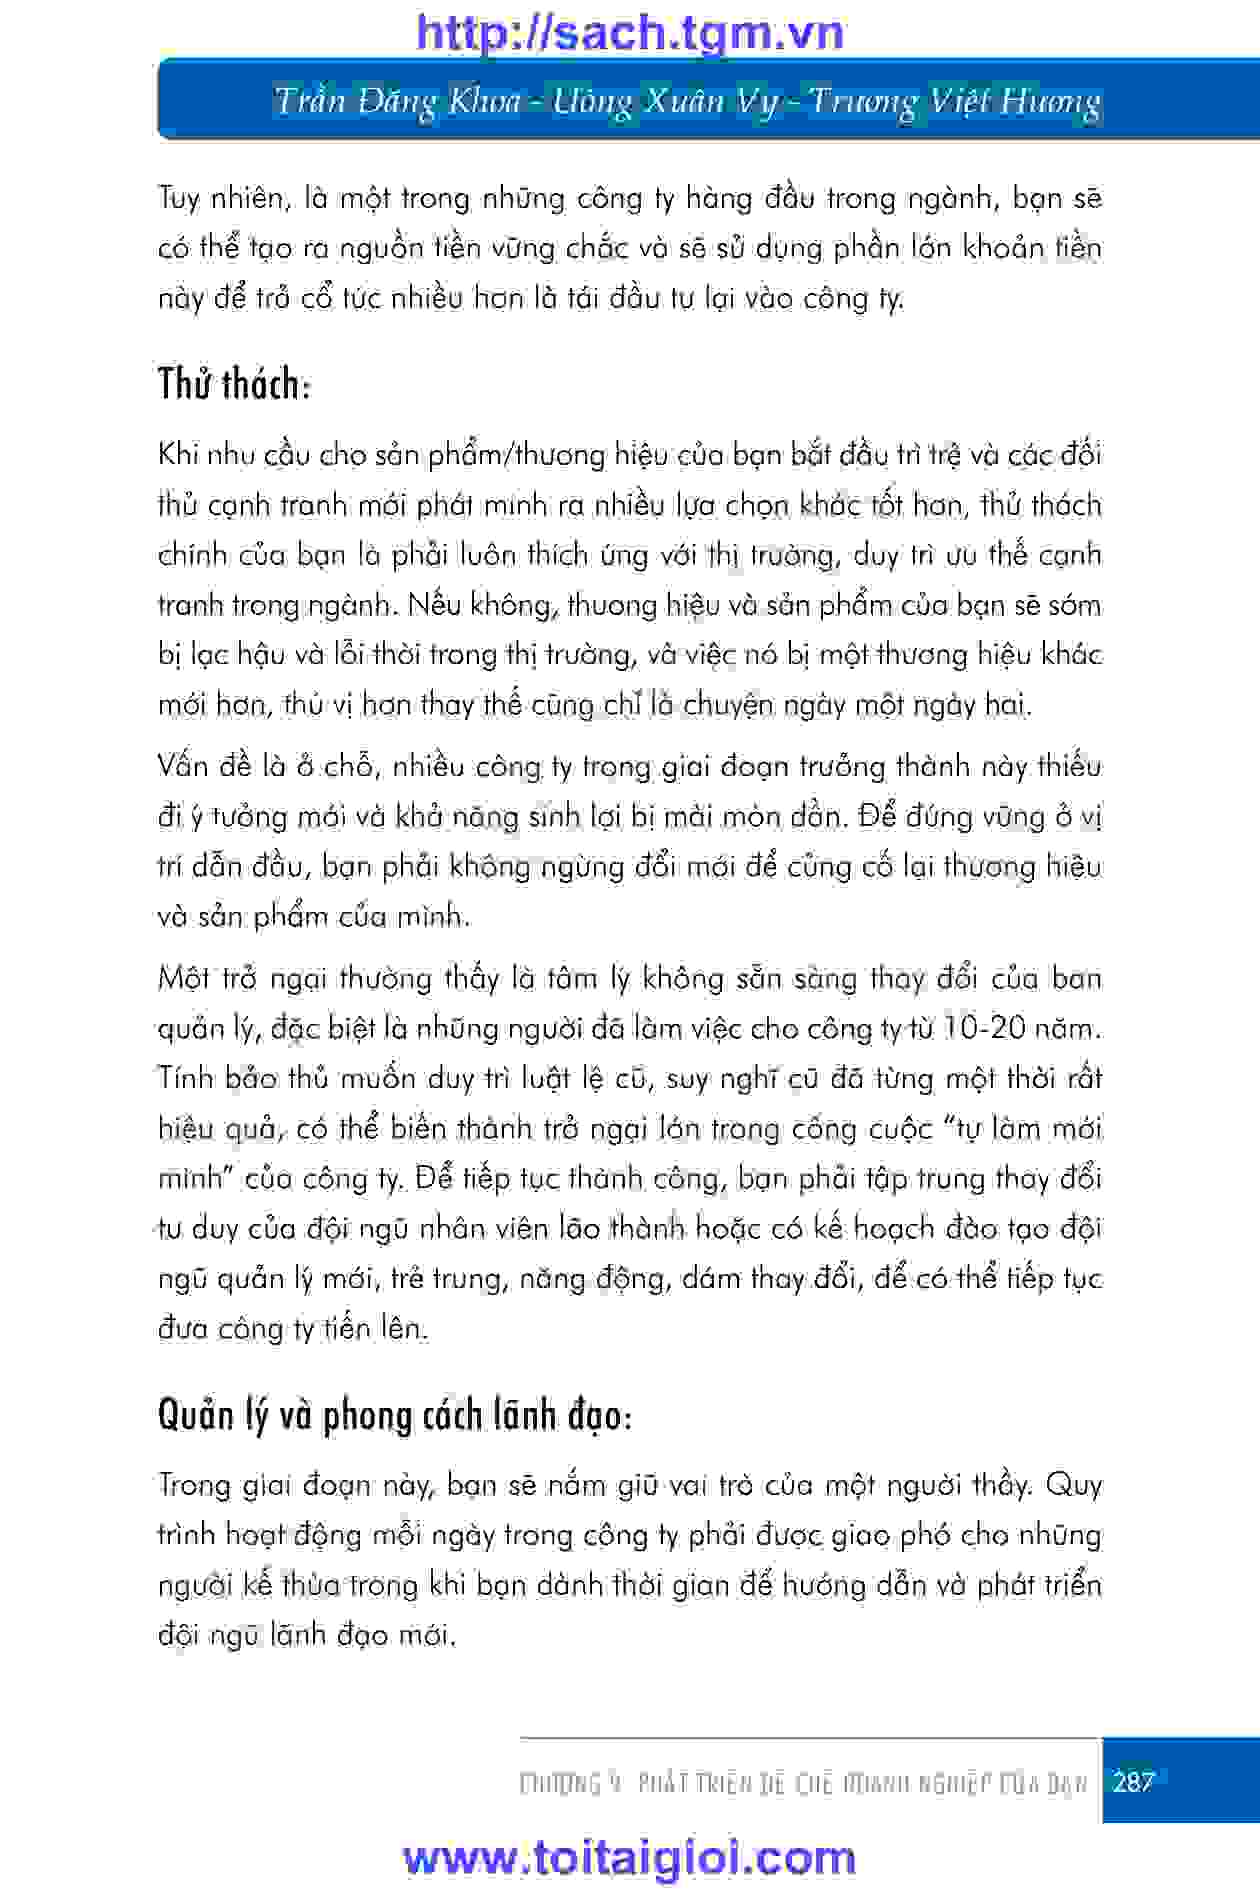 http://sach.tgm.vn
Trần Đăng Khoa - Uông Xuân Vy - Trương Việt Hương
Tuy nhiên, là một trong những công ty hàng đầu trong ngành, bạn sẽ
có thể tạo ra nguồn tiền vững chắc và sẽ sử dụng phần lớn khoản tiền
này để trả cổ tức nhiều hơn là tái đầu tư lại vào công ty.
Thử thách:
Khi nhu cầu cho sản phẩm/thương hiệu của bạn bắt đầu trì trệ và các đối
thủ cạnh tranh mới phát minh ra nhiều lựa chọn khác tốt hơn, thử thách
chính của bạn là phải luôn thích ứng với thị trường, duy trì ưu thế cạnh
tranh trong ngành. Nếu không, thương hiệu và sản phẩm của bạn sẽ sớm
bị lạc hậu và lỗi thời trong thị trường, và việc nó bị một thương hiệu khác
mới hơn, thú vị hơn thay thế cũng chỉ là chuyện ngày một ngày hai.
Vấn đề là ở chỗ, nhiều công ty trong giai đoạn trưởng thành này thiếu
đi ý tưởng mới và khả năng sinh lợi bị mài mòn dần. Để đứng vững ở vị
trí dẫn đầu, bạn phải không ngừng đổi mới để củng cố lại thương hiệu
và sản phẩm của mình.
Một trở ngại thường thấy là tâm lý không sẵn sàng thay đổi của ban
quản lý, đặc biệt là những người đã làm việc cho công ty từ 10-20 năm.
Tính bảo thủ muốn duy trì luật lệ cũ, suy nghĩ cũ đã từng một thời rất
hiệu quả, có thể biến thành trở ngại lớn trong công cuộc “tự làm mới
mình” của công ty. Để tiếp tục thành công, bạn phải tập trung thay đổi
tư duy của đội ngũ nhân viên lão thành hoặc có kế hoạch đào tạo đội
ngũ quản lý mới, trẻ trung, năng động, dám thay đổi, để có thể tiếp tục
đưa công ty tiến lên.
Quản lý và phong cách lãnh đạo:
Trong giai đoạn này, bạn sẽ nắm giữ vai trò của một người thầy. Quy
trình hoạt động mỗi ngày trong công ty phải được giao phó cho những
người kế thừa trong khi bạn dành thời gian để hướng dẫn và phát triển
đội ngũ lãnh đạo mới.
CHƯƠNG 9: PHÁT TRIỂN ĐẾ CHẾ DOANH NGHIỆP CỦA BẠN 287
www.toitaigioi.com